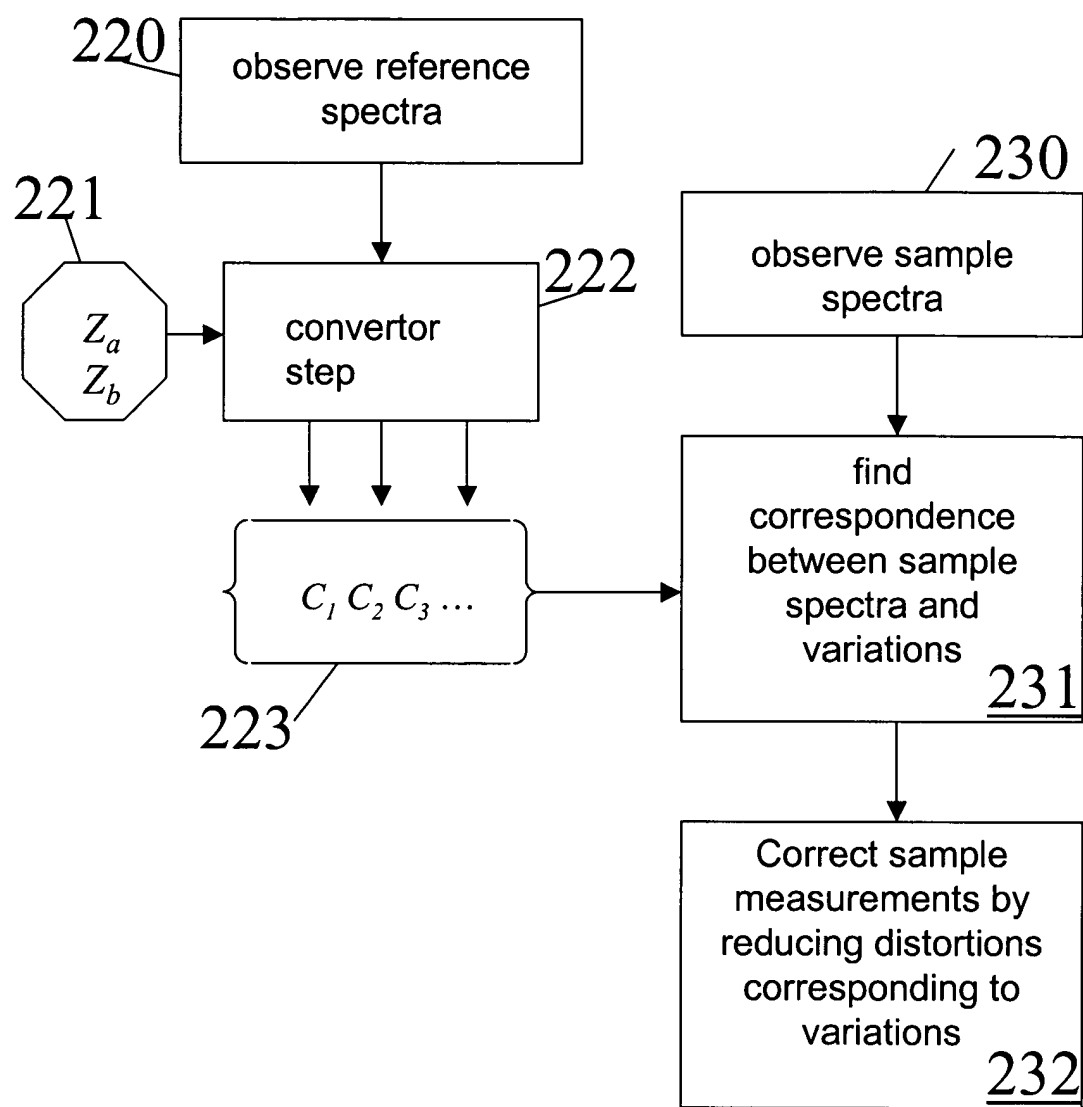 220
observe reference
spectra
221
Z_a
Z_b
222
convertor
step
C_1 C_2 C_3 ...
223
230
observe sample
spectra
find
correspondence
between sample
spectra and
variations
231
Correct sample
measurements by
reducing distortions
corresponding to
variations
232